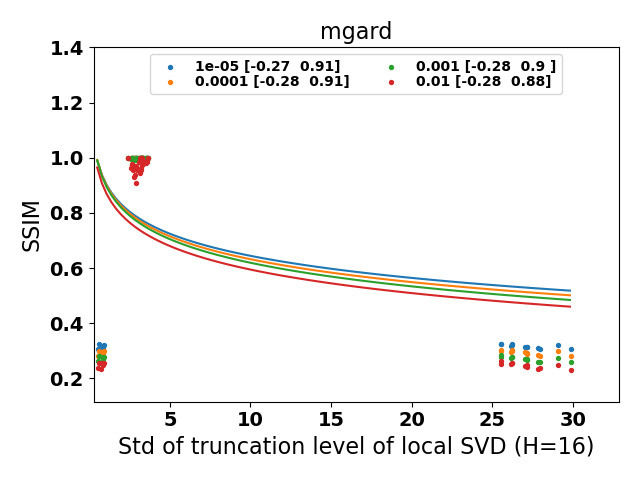 mgard
1e-05 [-0.27  0.91]
0.0001 [-0.28  0.91]
0.001 [-0.28  0.9 ]
0.01 [-0.28  0.88]
SSIM
1.4
1.2
1.0
0.8
0.6
0.4
0.2
5 10 15 20 25 30
Std of truncation level of local SVD (H=16)